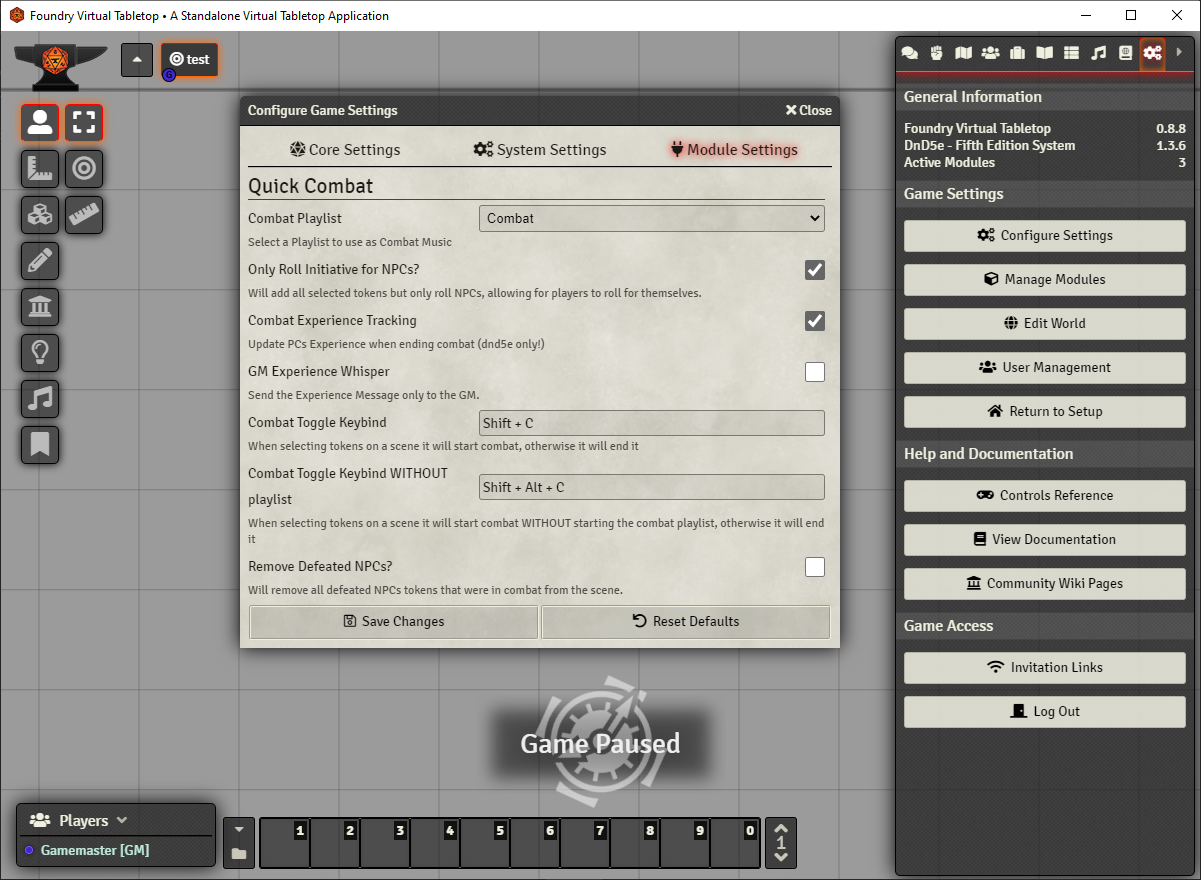 Foundry Virtual Tabletop • A Standalone Virtual Tabletop Application
test
G
Configure Game Settings
Close
Core Settings
System Settings
Module Settings
Quick Combat
Combat Playlist
Combat
Select a Playlist to use as Combat Music
Only Roll Initiative for NPCs?
Will add all selected tokens but only roll NPCs, allowing for players to roll for themselves.
Combat Experience Tracking
Update PCs Experience when ending combat (dnd5e only!)
GM Experience Whisper
Send the Experience Message only to the GM.
Combat Toggle Keybind
Shift + C
When selecting tokens on a scene it will start combat, otherwise it will end it
Combat Toggle Keybind WITHOUT
playlist
Shift + Alt + C
When selecting tokens on a scene it will start combat WITHOUT starting the combat playlist, otherwise it will end
it
Remove Defeated NPCs?
Will remove all defeated NPCs tokens that were in combat from the scene.
Save Changes
Reset Defaults
General Information
Foundry Virtual Tabletop 0.8.8
DnD5e - Fifth Edition System 1.3.6
Active Modules 3
Game Settings
Configure Settings
Manage Modules
Edit World
User Management
Return to Setup
Help and Documentation
Controls Reference
View Documentation
Community Wiki Pages
Game Access
Invitation Links
Log Out
Game Paused
Players
Gamemaster [GM]
1 2 3 4 5 6 7 8 9 0
1